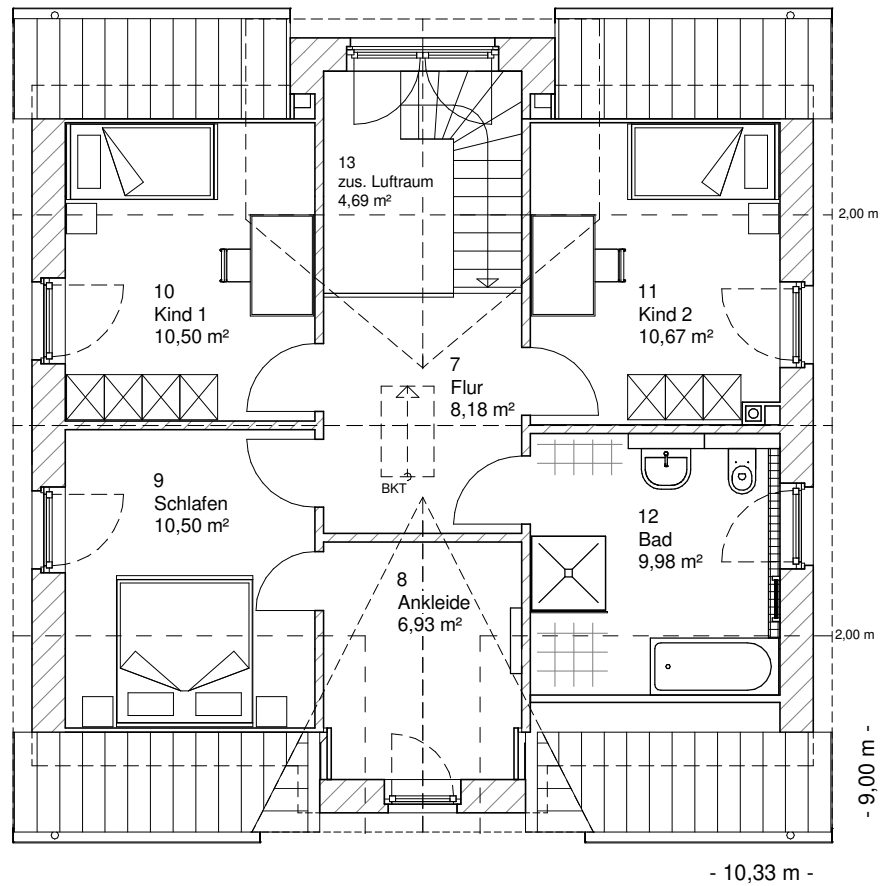 13
zus. Luftraum
4,69 m²
2,00 m
10
Kind 1
10,50 m²
11
Kind 2
10,67 m²
7
Flur
8,18 m²
BKT
9
Schlafen
10,50 m²
12
Bad
9,98 m²
8
Ankleide
6,93 m²
2,00 m
- 9,00 m -
- 10,33 m -